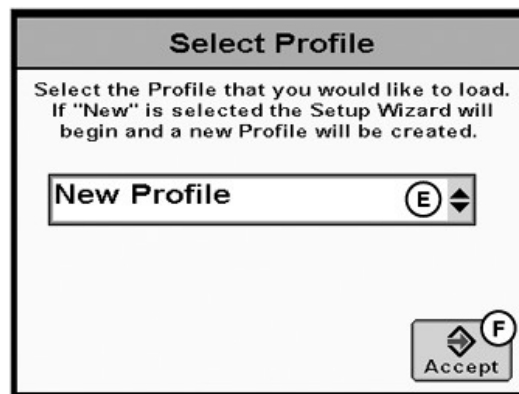 Select Profile
Select the Profile that you would like to load.
If "New" is selected the Setup Wizard will
begin and a new Profile will be created.
New Profile
E
F
Accept